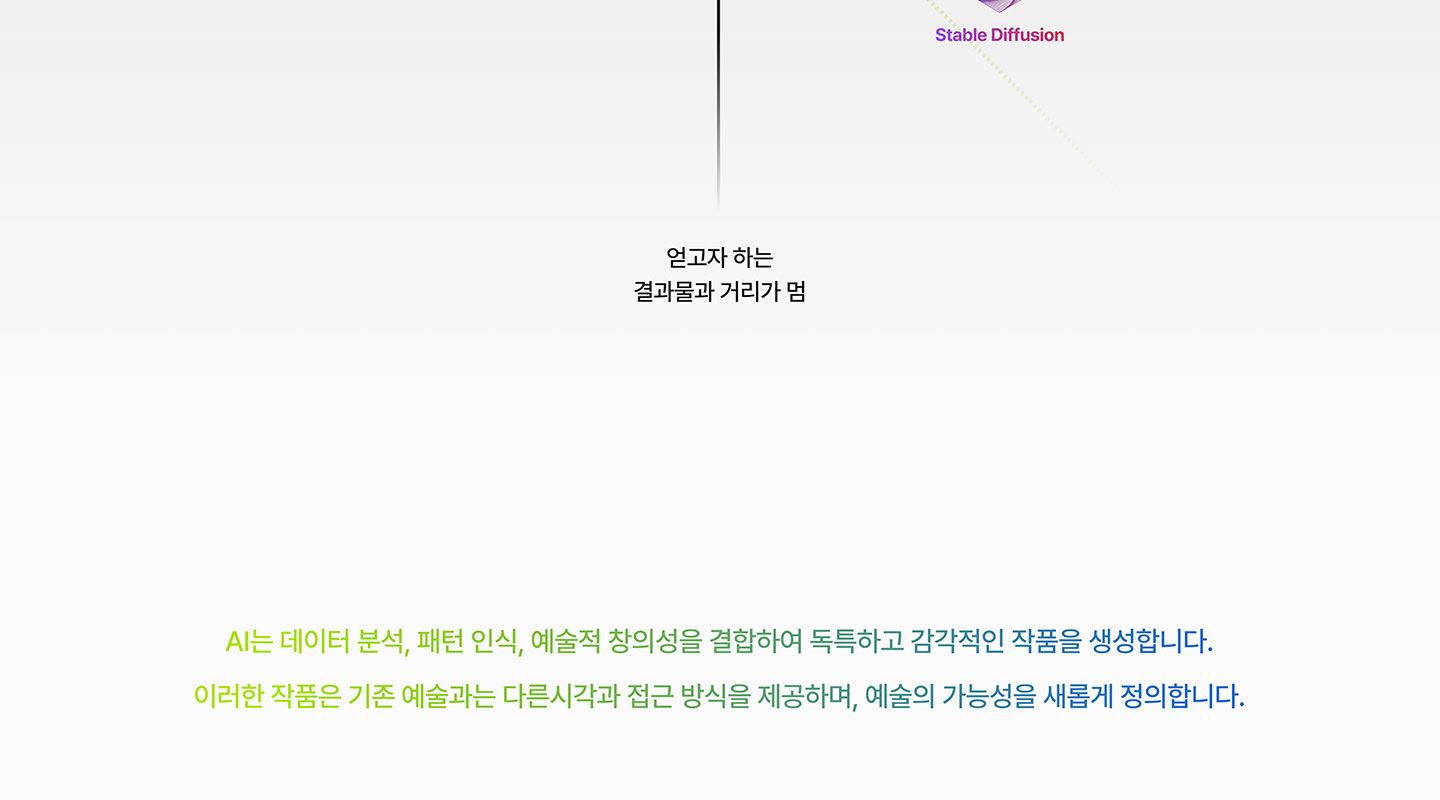 Stable Diffusion
얻고자 하는
결과물과 거리가 멈
AI는 데이터 분석, 패턴 인식, 예술적 창의성을 결합하여 독특하고 감각적인 작품을 생성합니다.
이러한 작품은 기존 예술과는 다른시각과 접근 방식을 제공하며, 예술의 가능성을 새롭게 정의합니다.